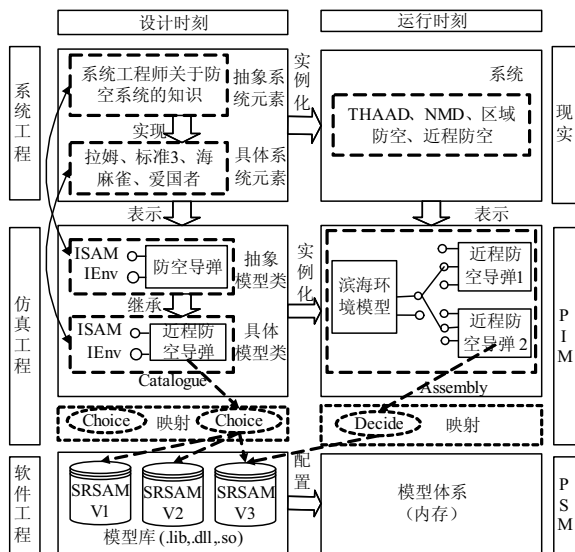 设计时刻
运行时刻
系统工程
系统工程师关于防
空系统的知识
抽象系
统元素
实现
拉姆、标准3、海
麻雀、爱国者
具体系
统元素
实例化
系统
THAAD、NMD、区域
防空、近程防空
现实
表示
表示
仿真工程
ISAM
IEnv
防空导弹
抽象
模型类
继承
ISAM
IEnv
近程防
空导弹
具体
模型类
Catalogue
实例化
滨海环
境模型
近程防
空导弹1
近程防
空导弹 2
Assembly
PIM
Choice
映射
Choice
Decide
映射
软件工程
SRSAM
V1
SRSAM
V2
SRSAM
V3
模型库(.lib,.dll,.so)
配置
模型体系
（内存）
PSM